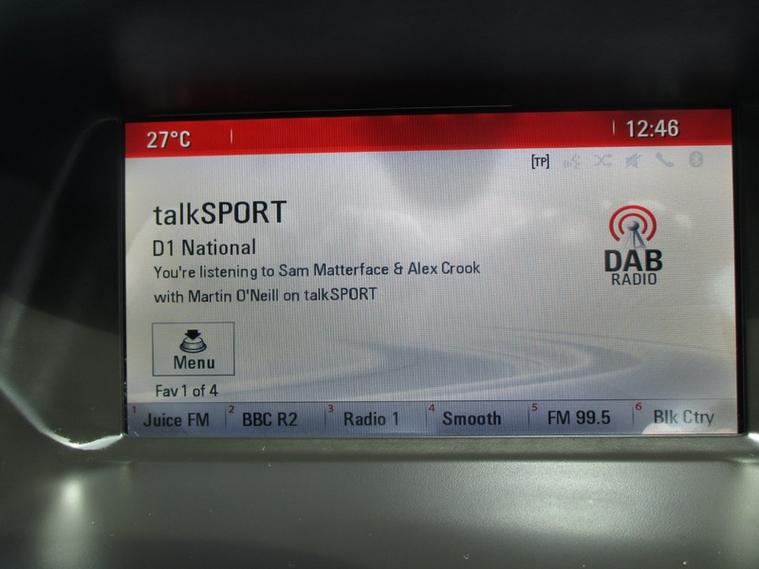 27°C 12:46
[TP]
talkSPORT
D1 National
You're listening to Sam Matterface & Alex Crook
with Martin O'Neill on talkSPORT
DAB
RADIO
Menu
Fav 1 of 4
1 Juice FM 2 BBC R2 3 Radio 1 4 Smooth 5 FM 99.5 6 Blk Ctry